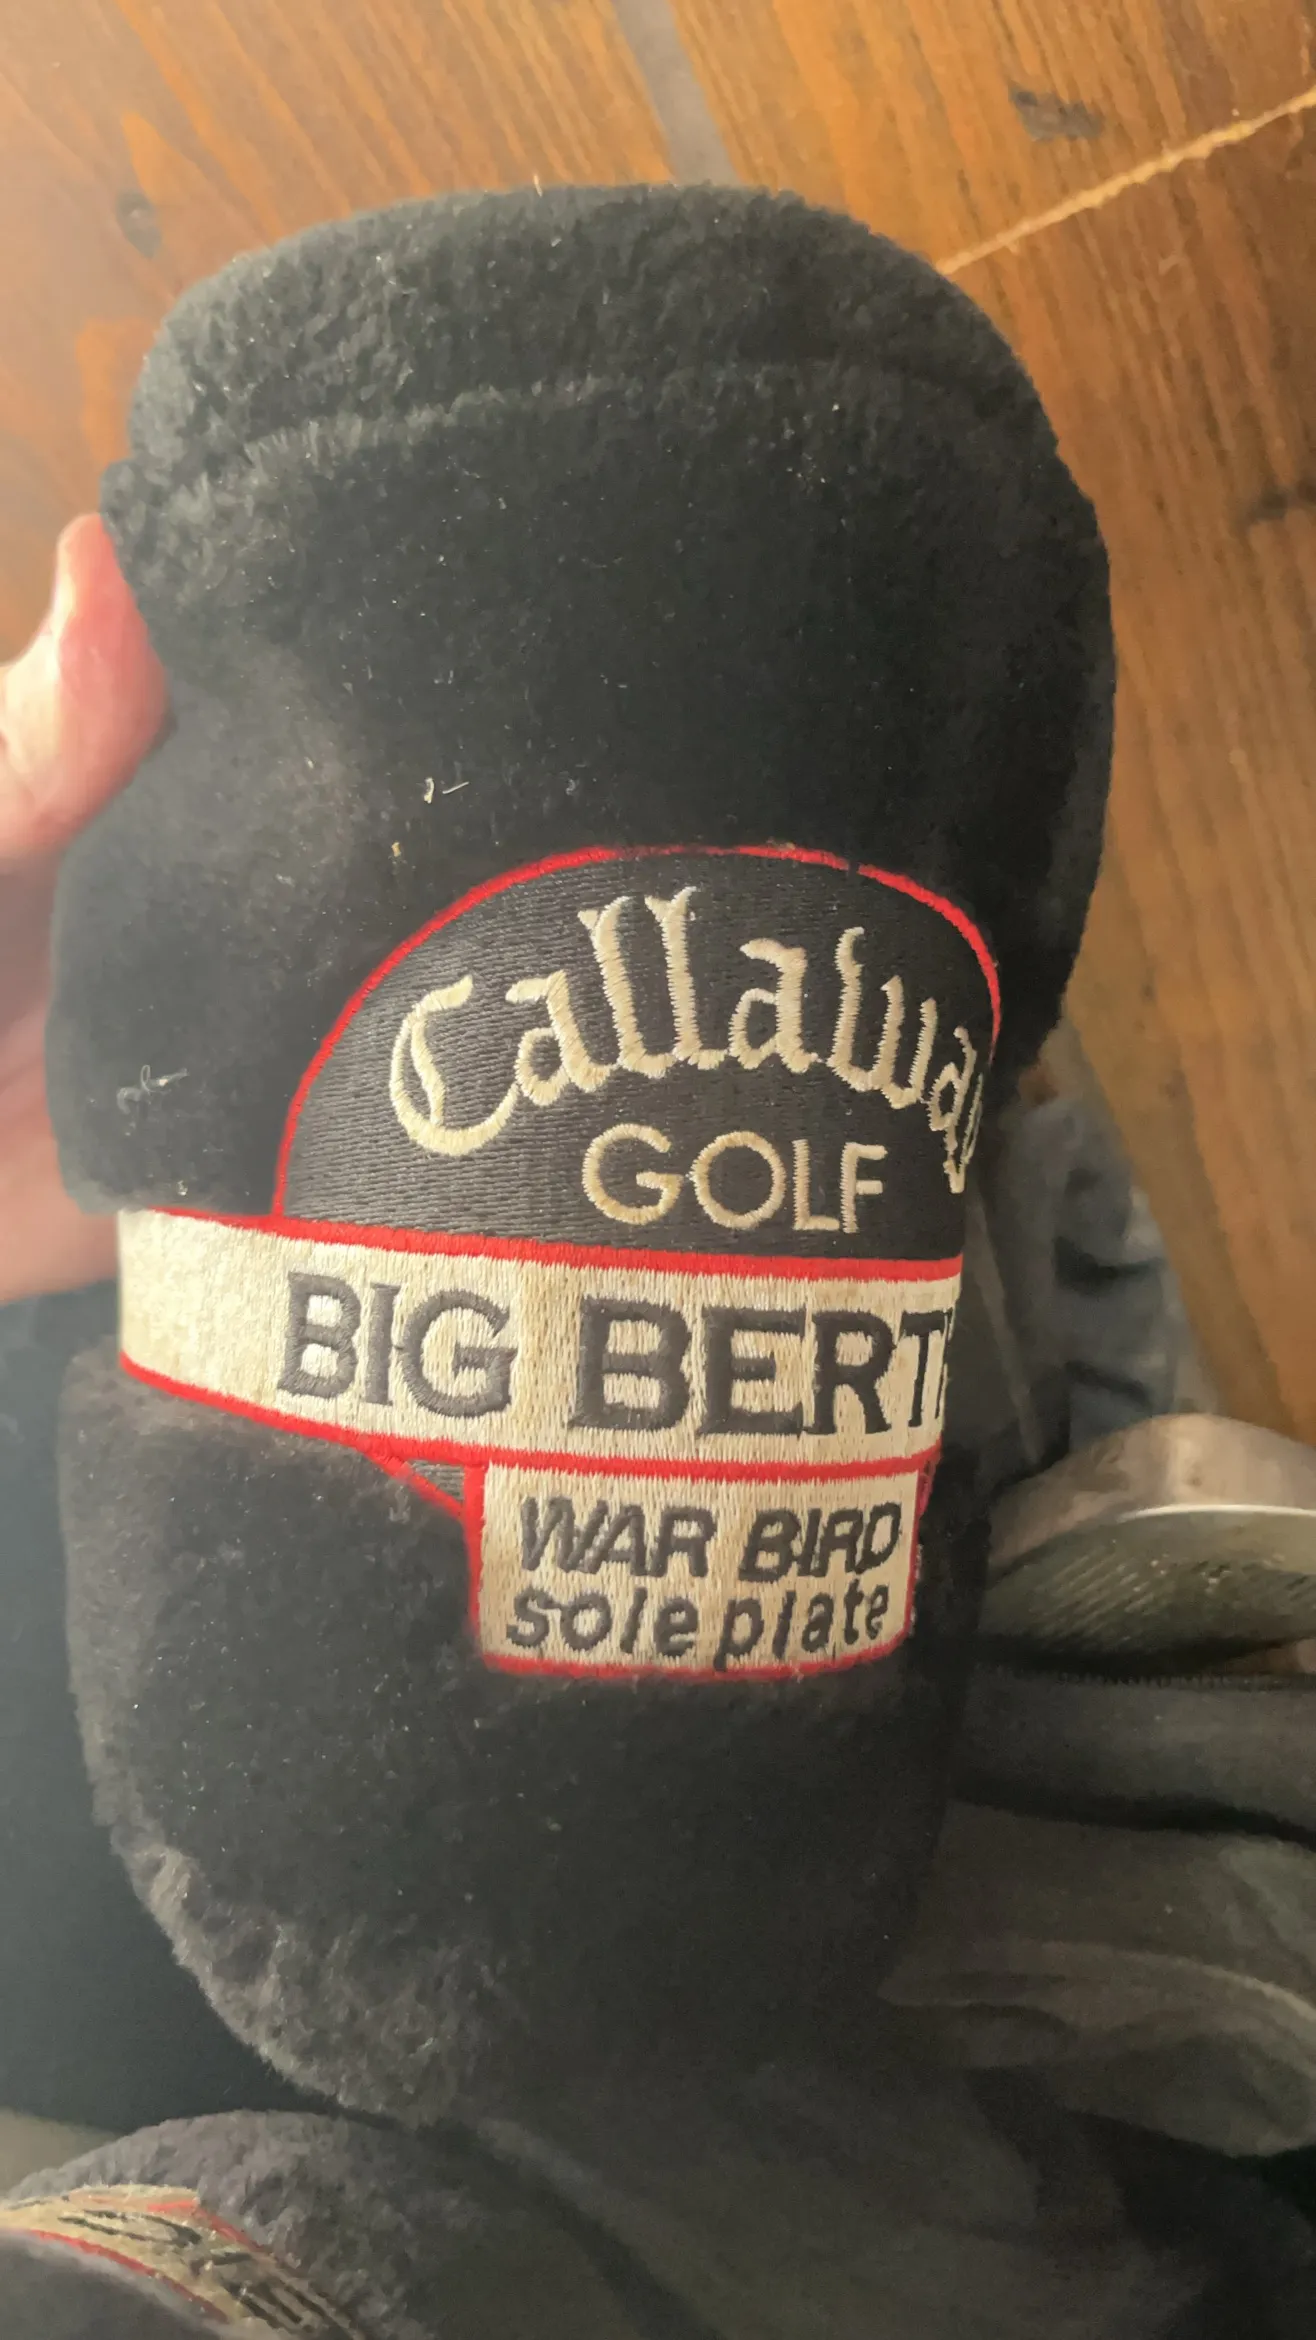 Callaway
GOLF
BIG BERT
WAR BIRD
sole plate